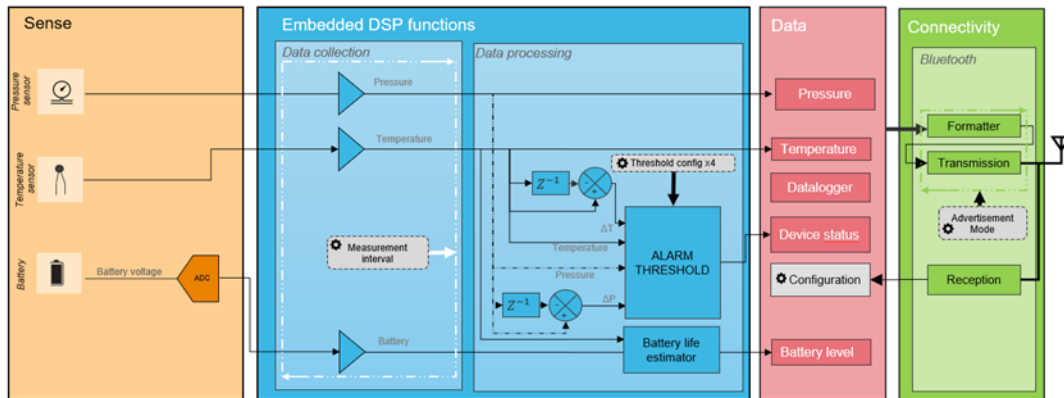 Sense
Embedded DSP functions
Data
Connectivity
Data collection
Data processing
Bluetooth
Pressure
sensor
Pressure
Pressure
Formatter
Temperature
sensor
Temperature
Temperature
Transmission
Threshold config x4
Z⁻¹
-
+
ΔT
Datalogger
Advertisement
Mode
Measurement
interval
Temperature
ALARM
THRESHOLD
Device status
Battery
Battery voltage
ADC
Pressure
Configuration
Reception
Z⁻¹
-
+
ΔP
Battery
Battery life
estimator
Battery level